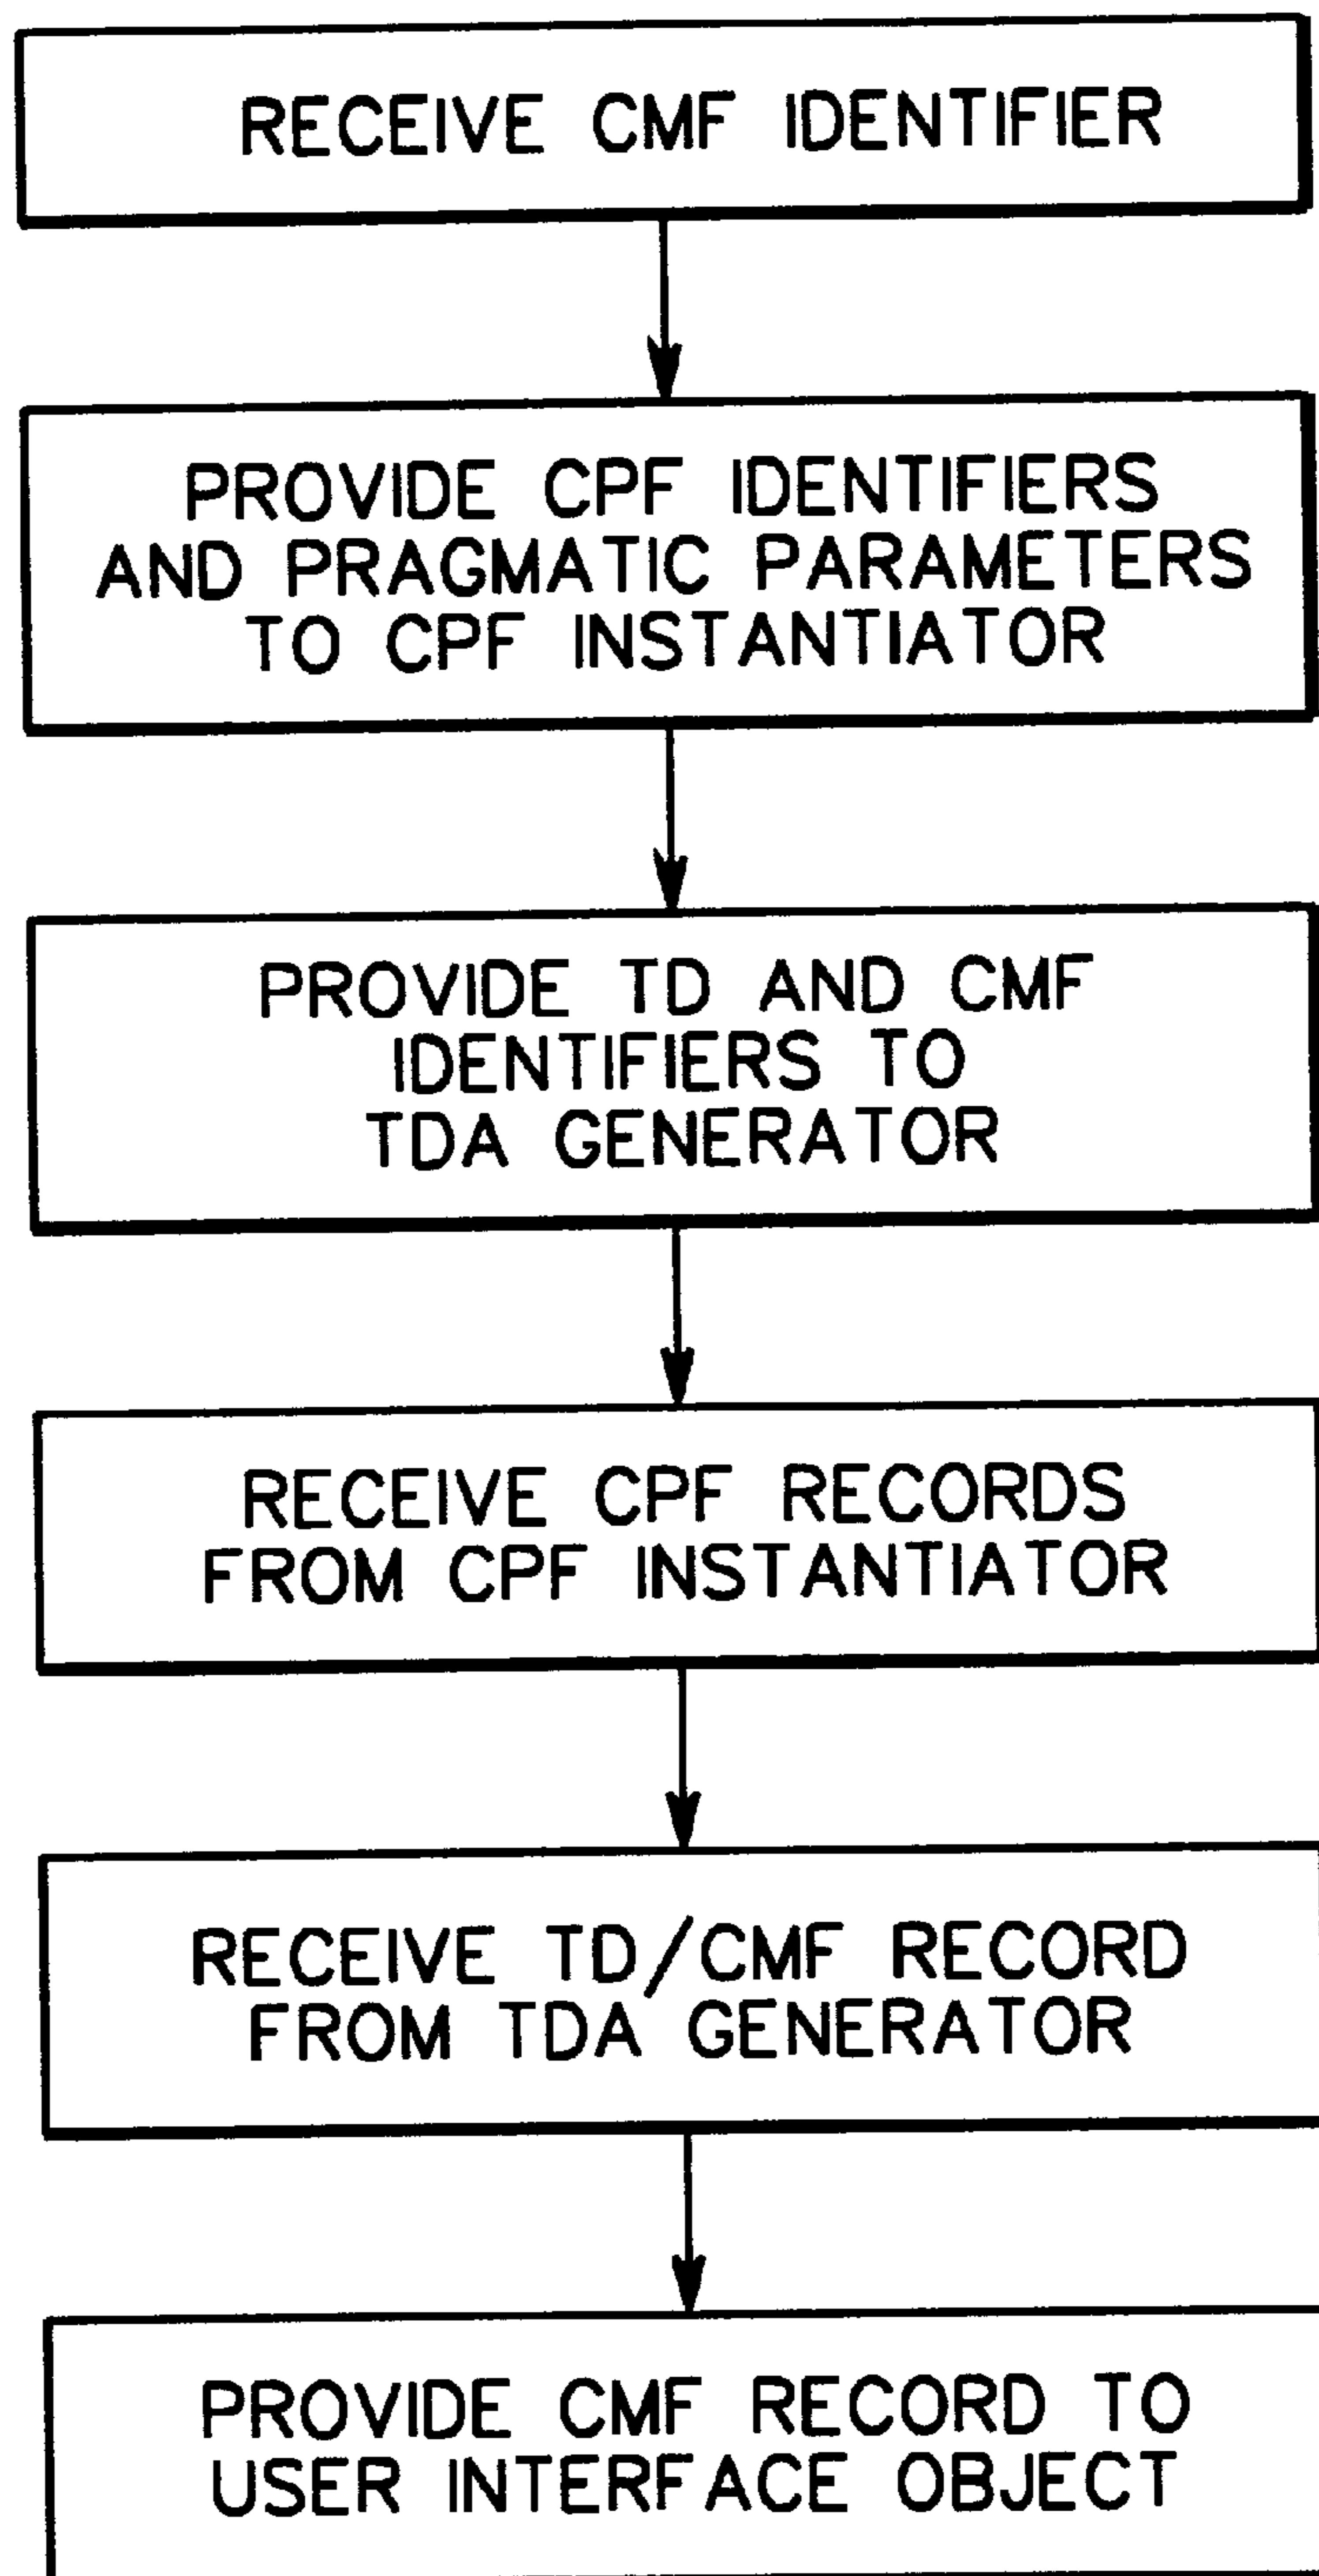 RECEIVE CMF IDENTIFIER
PROVIDE CPF IDENTIFIERS
AND PRAGMATIC PARAMETERS
TO CPF INSTANTIATOR
PROVIDE TD AND CMF
IDENTIFIERS TO
TDA GENERATOR
RECEIVE CPF RECORDS
FROM CPF INSTANTIATOR
RECEIVE TD/CMF RECORD
FROM TDA GENERATOR
PROVIDE CMF RECORD TO
USER INTERFACE OBJECT